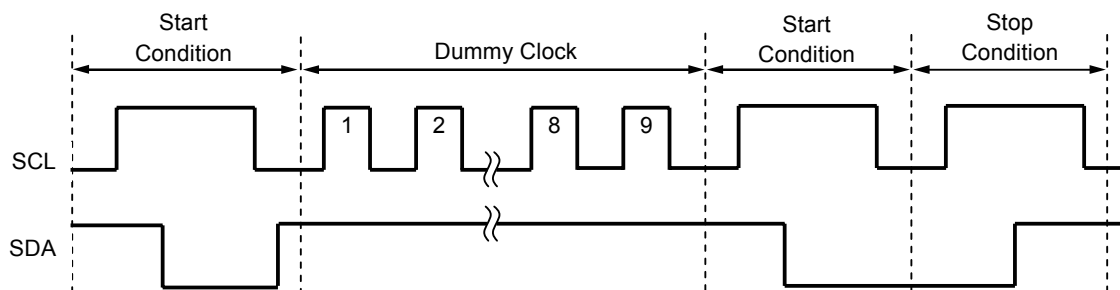 Start
Condition
Dummy Clock
Start
Condition
Stop
Condition
SCL
1
2
8
9
SDA